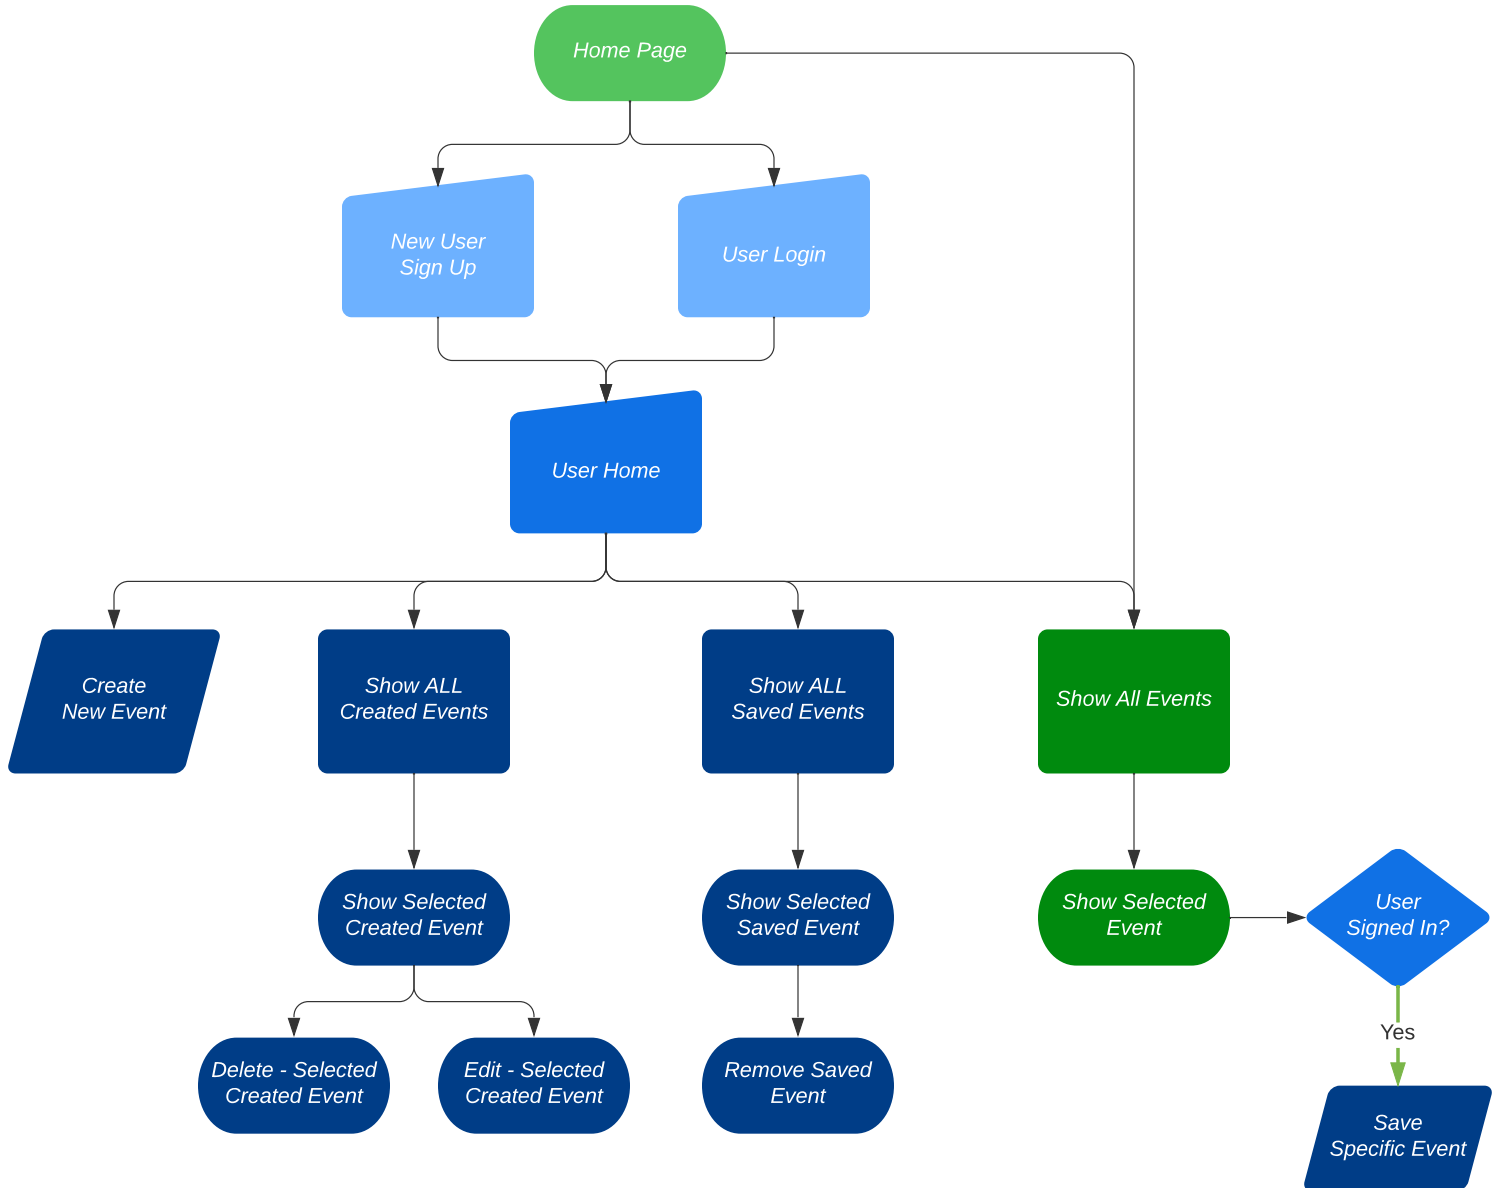 Home Page
New User
Sign Up
User Login
User Home
Create
New Event
Show ALL
Created Events
Show ALL
Saved Events
Show All Events
Show Selected
Created Event
Show Selected
Saved Event
Show Selected
Event
User
Signed In?
Yes
Delete - Selected
Created Event
Edit - Selected
Created Event
Remove Saved
Event
Save
Specific Event